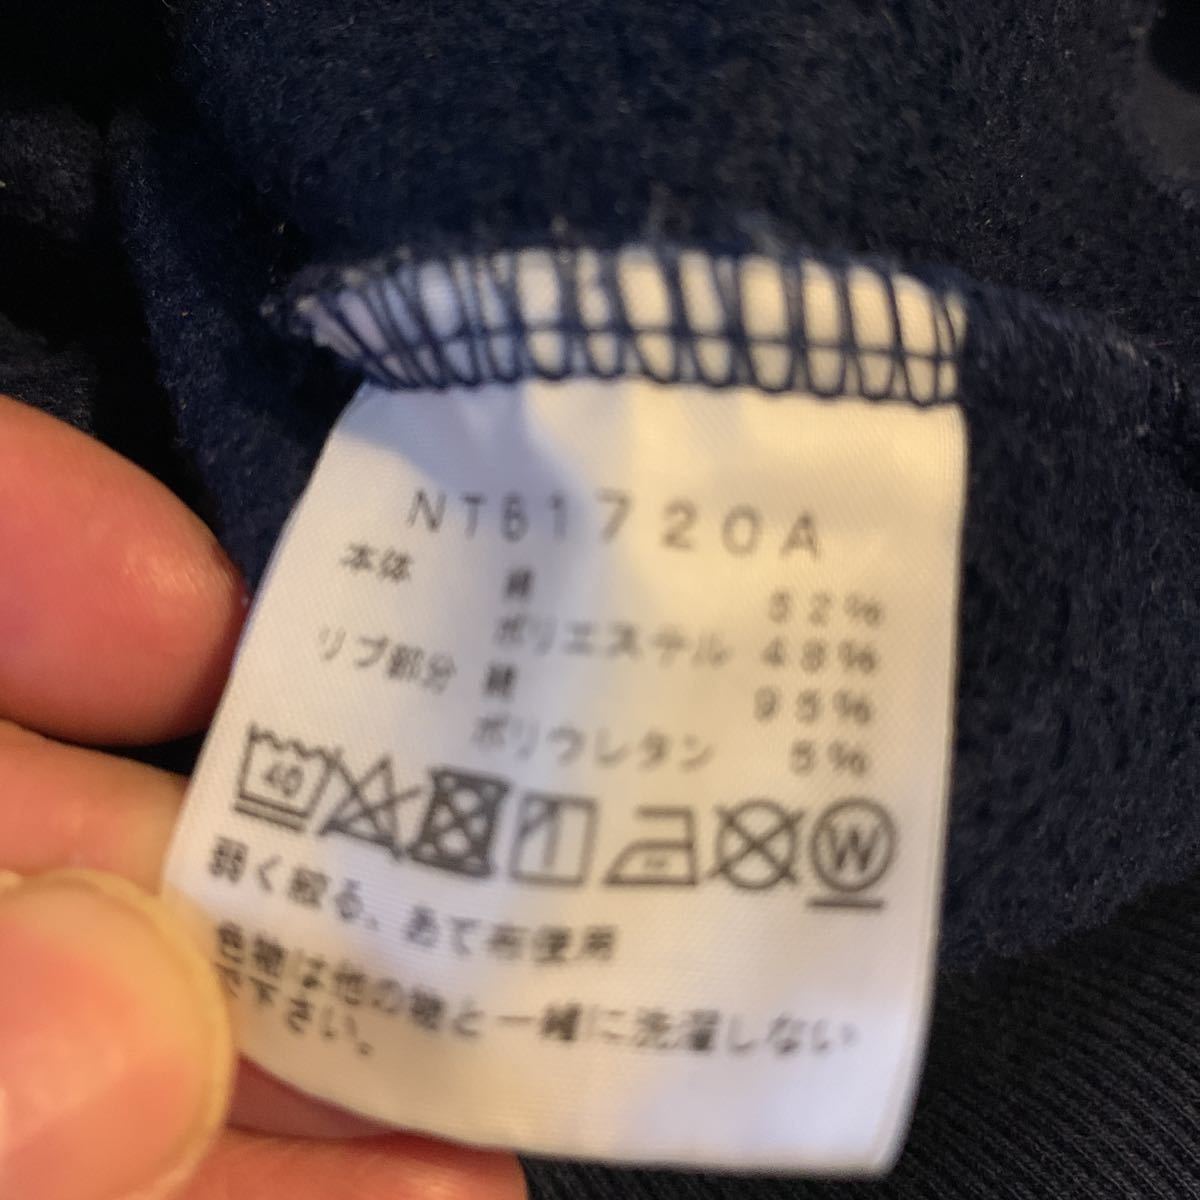 NT61720A
本体 綿 52%
ポリエステル 48%
リブ部分 綿 95%
ポリウレタン 5%
40 W
弱く絞る、あて布使用
色物は他の物と一緒に洗濯しない
で下さい。